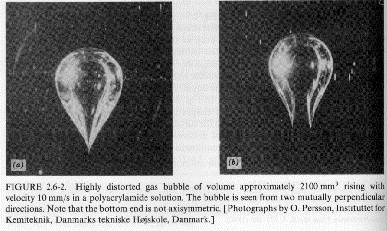 (a)
(b)
FIGURE 2.6-2. Highly distorted gas bubble of volume approximately 2100 mm³ rising with
velocity 10 mm/s in a polyacrylamide solution. The bubble is seen from two mutually perpendicular
directions. Note that the bottom end is not axisymmetric. [Photographs by O. Persson, Instituttet for
Kemiteknik, Danmarks tekniske Højskole, Danmark.]